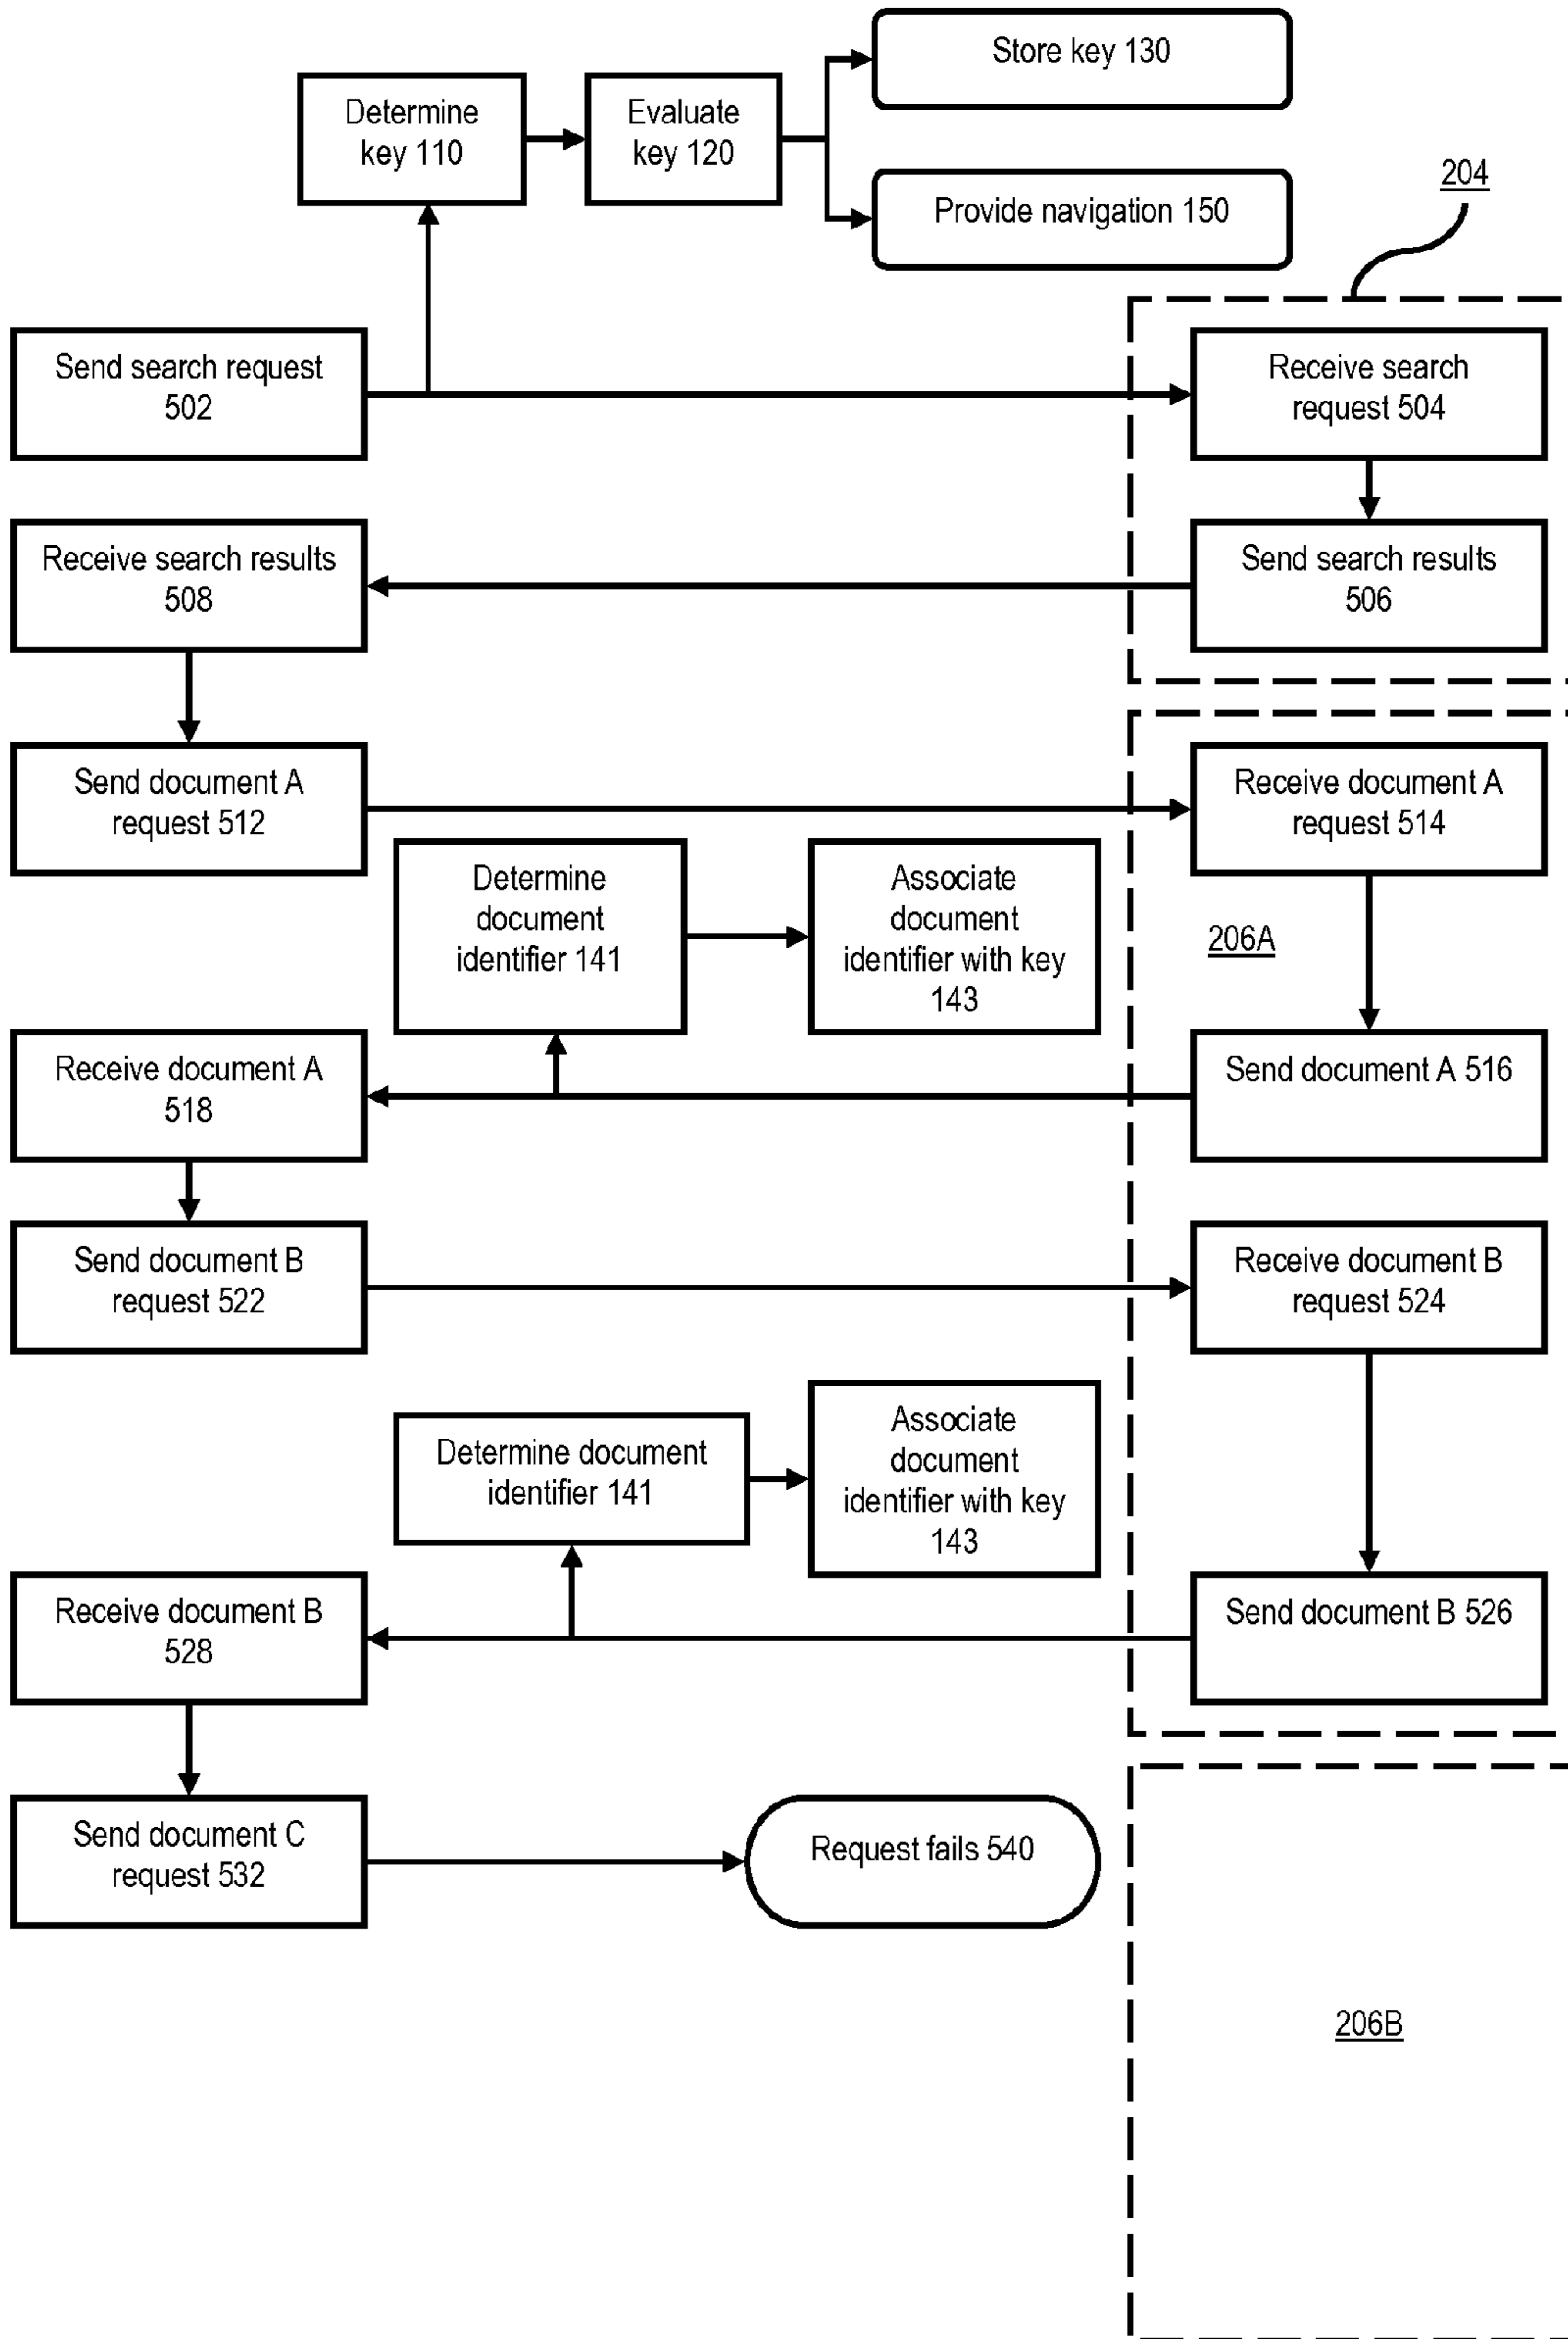 Store key 130
Determine
key 110
Evaluate
key 120
Provide navigation 150
204
Send search request
502
Receive search
request 504
Receive search results
508
Send search results
506
Send document A
request 512
Receive document A
request 514
Determine
document
identifier 141
Associate
document
identifier with key
143
206A
Receive document A
518
Send document A 516
Send document B
request 522
Receive document B
request 524
Determine document
identifier 141
Associate
document
identifier with key
143
Receive document B
528
Send document B 526
Send document C
request 532
Request fails 540
206B